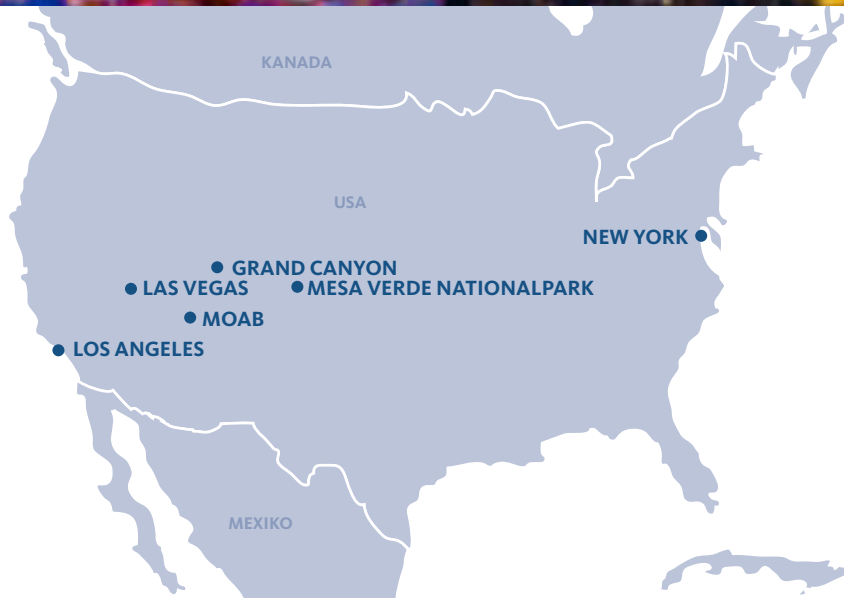 KANADA
USA
NEW YORK
GRAND CANYON
LAS VEGAS
MESA VERDE NATIONALPARK
MOAB
LOS ANGELES
MEXIKO